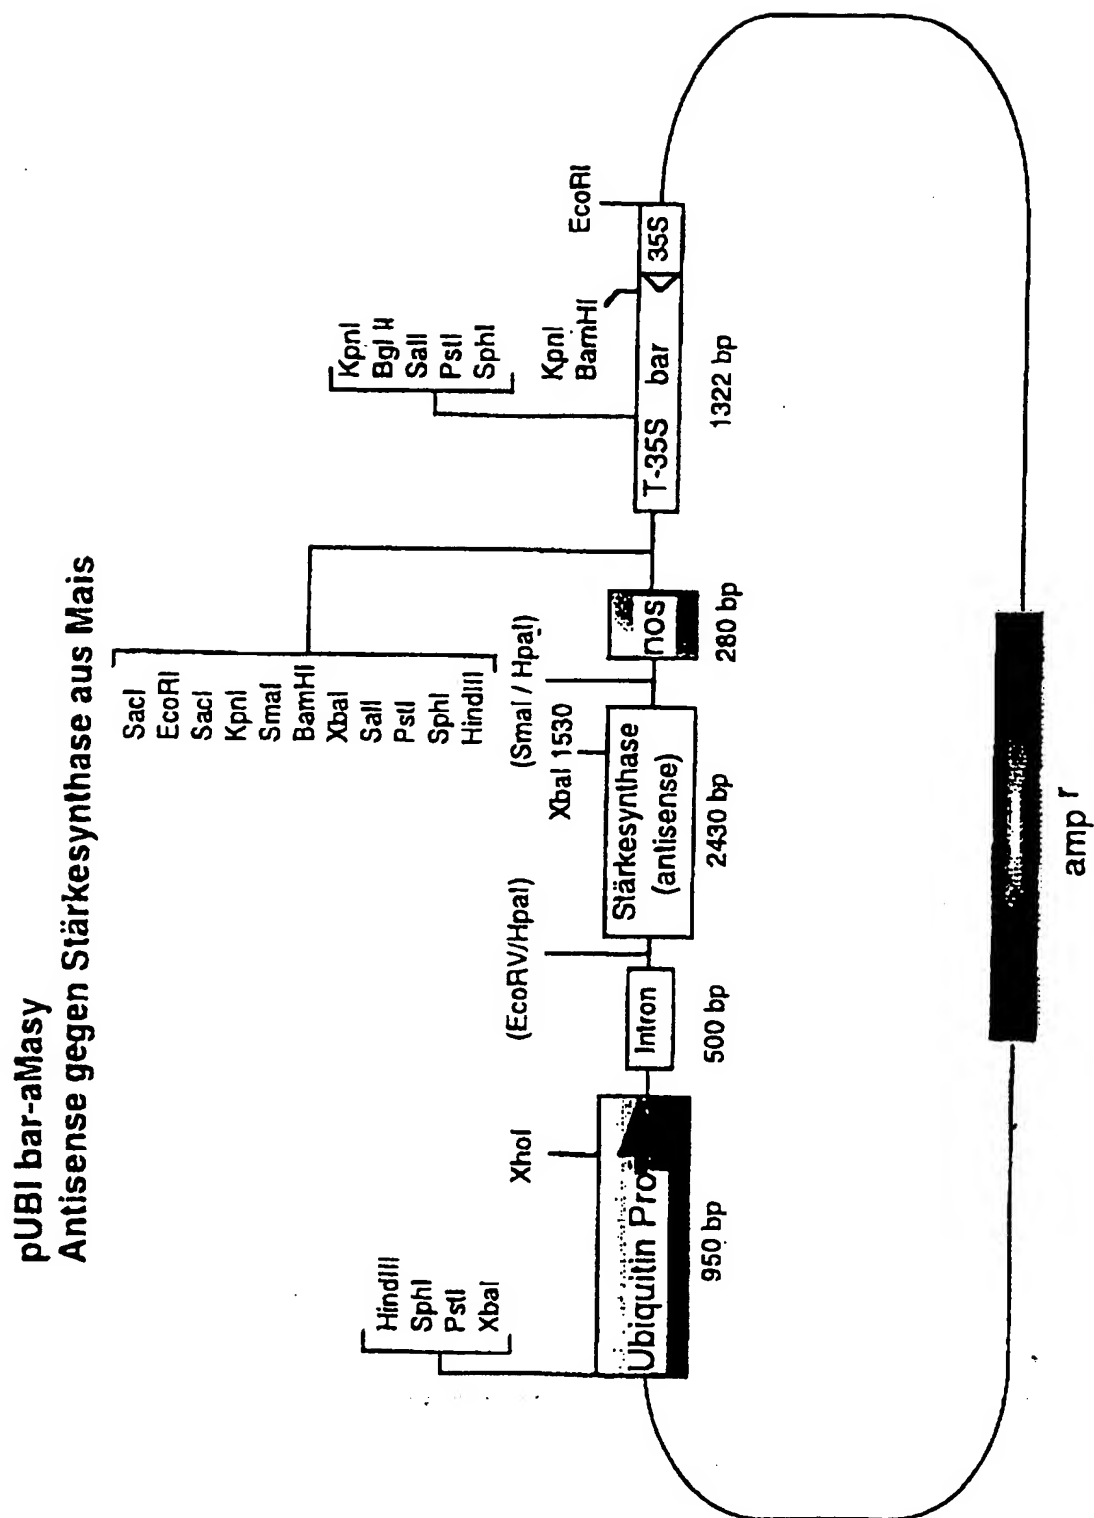 pUBI bar-aMasy
Antisense gegen Stärkesynthase aus Mais
SacI
EcoRI
SacI
KpnI
SmaI
BamHI
XbaI
SalI
PstI
SphI
HindIII
KpnI
Bgl II
SalI
PstI
SphI
HindIII
SphI
PstI
XbaI
XhoI
(EcoRV/HpaI)
XbaI 1530
(SmaI / HpaI)
KpnI
BamHI
EcoRI
Ubiquitin Pro
Intron
Stärkesynthase
(antisense)
nos
T-35S bar 35S
950 bp
500 bp
2430 bp
280 bp
1322 bp
amp r